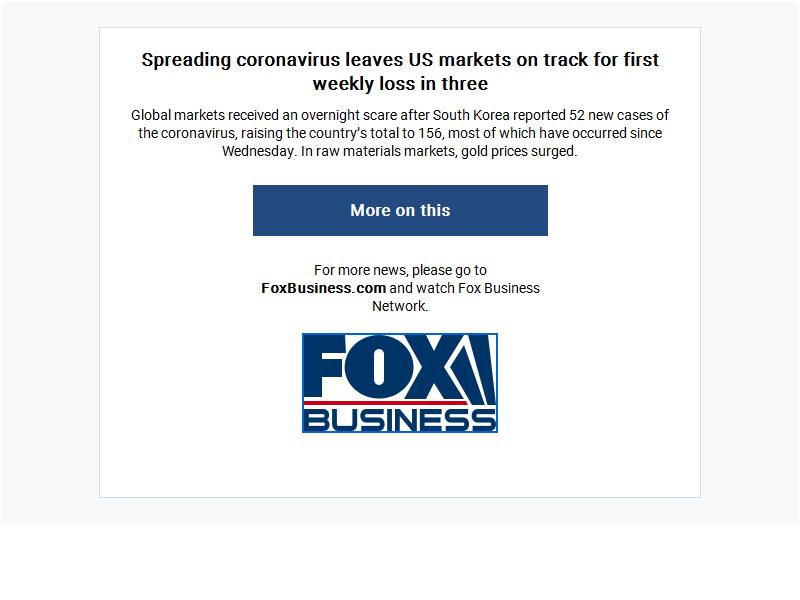 Spreading coronavirus leaves US markets on track for first
weekly loss in three
Global markets received an overnight scare after South Korea reported 52 new cases of
the coronavirus, raising the country's total to 156, most of which have occurred since
Wednesday. In raw materials markets, gold prices surged.
More on this
For more news, please go to
FoxBusiness.com and watch Fox Business
Network.
FOX
BUSINESS